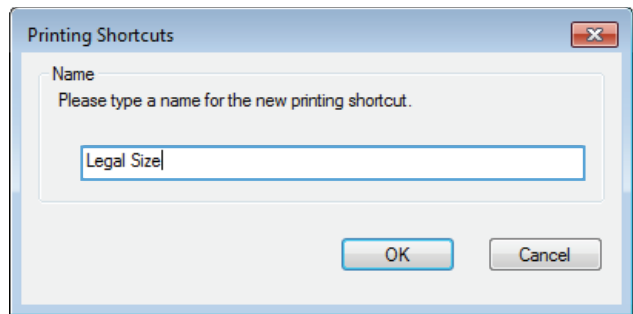 Printing Shortcuts
Name
Please type a name for the new printing shortcut.
Legal Size
OK
Cancel